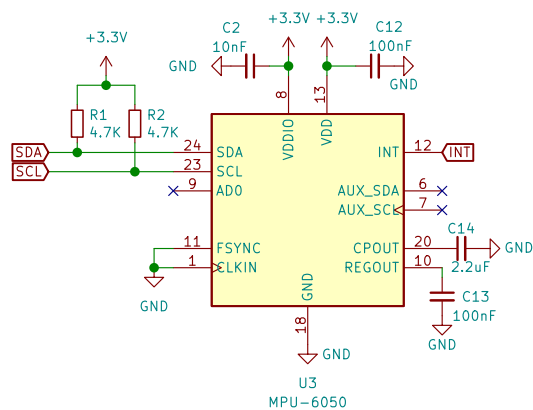 +3.3V
+3.3V
+3.3V
C2
10nF
GND
C12
100nF
GND
R1
4.7K
R2
4.7K
8
VDDIO
13
VDD
SDA
24
SDA
SCL
23
SCL
9
AD0
11
FSYNC
1
CLKIN
GND
INT
12
INT
AUX_SDA
6
AUX_SCL
7
CPOUT
20
C14
2.2uF
GND
REGOUT
10
C13
100nF
GND
GND
18
GND
U3
MPU-6050